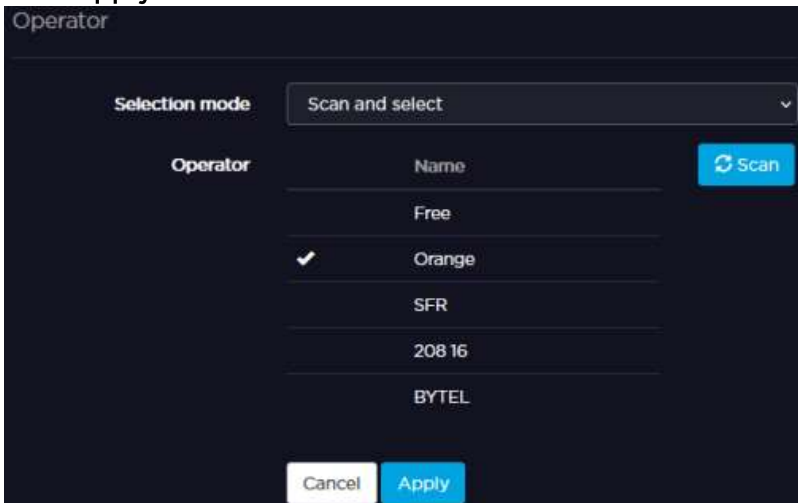 Operator
Selection mode Scan and select
Operator Name Scan
Free
Orange
SFR
208 16
BYTEL
Cancel Apply